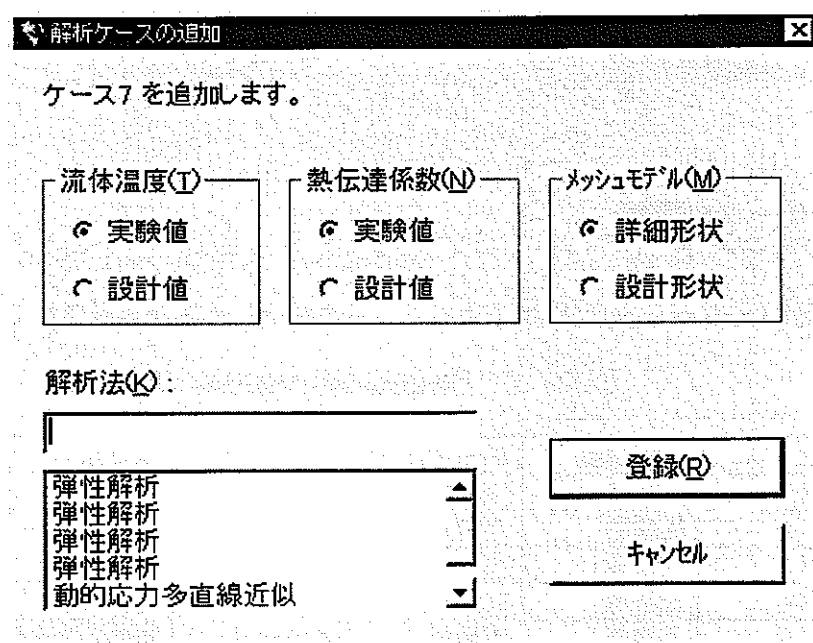 解析ケースの追加
ケース7 を追加します。
流体温度(T)
実験値
設計値
熱伝達係数(N)
実験値
設計値
メッシュモデル(M)
詳細形状
設計形状
解析法(K) :
弾性解析
弾性解析
弾性解析
弾性解析
動的応力多直線近似
登録(R)
キャンセル